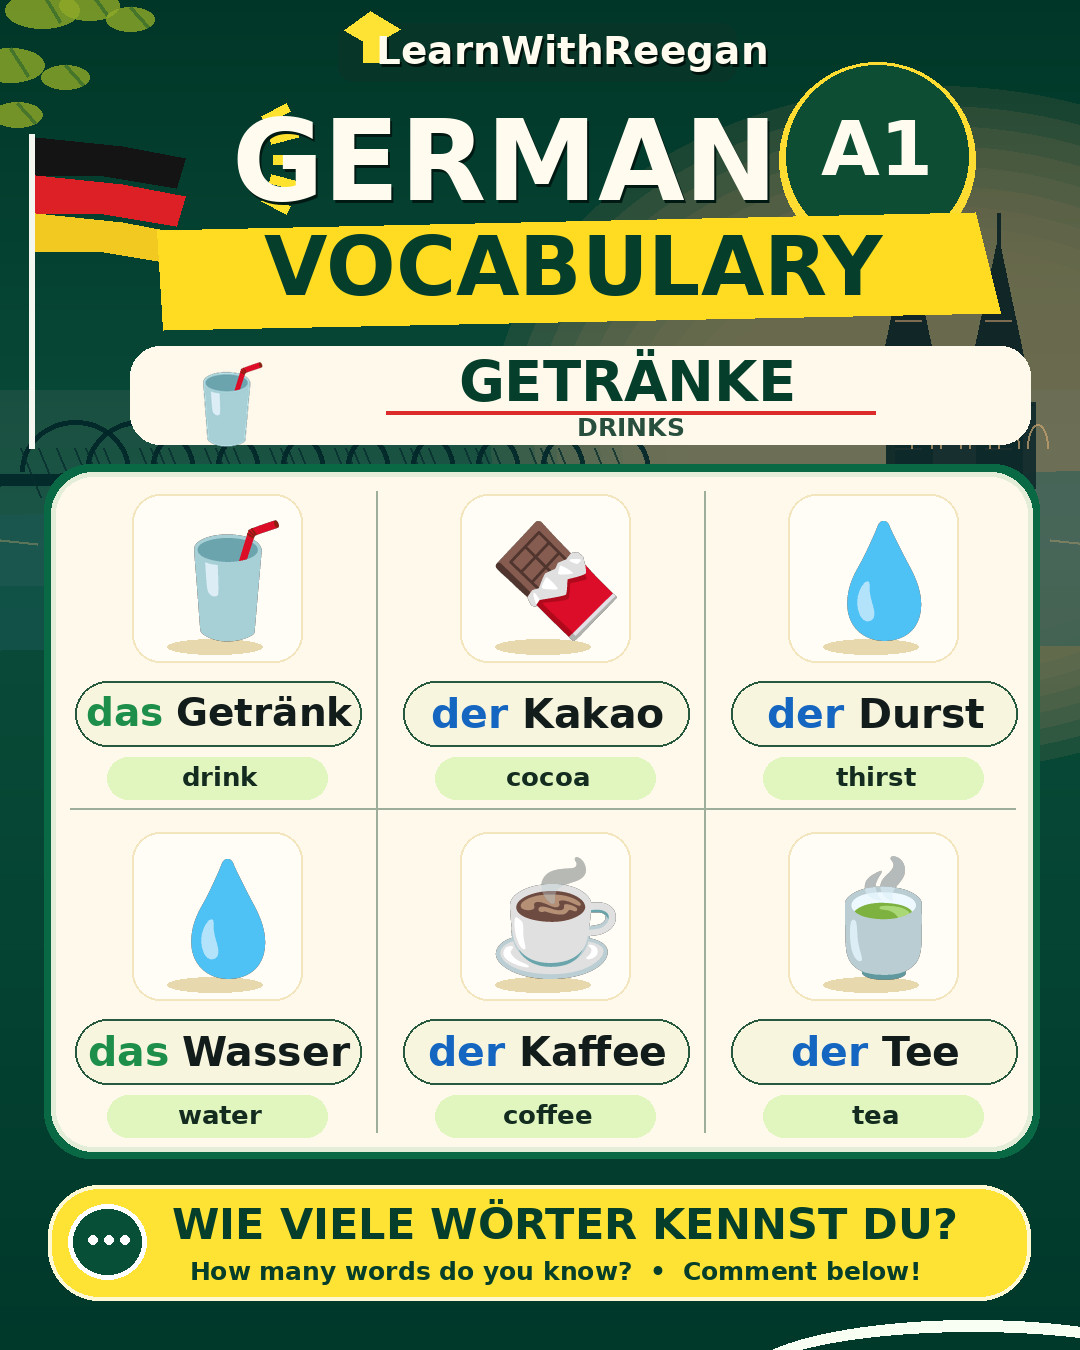 LearnWithReegan
GERMAN
A1
VOCABULARY
GETRÄNKE
DRINKS
das Getränk
drink
der Kakao
cocoa
der Durst
thirst
das Wasser
water
der Kaffee
coffee
der Tee
tea
WIE VIELE WÖRTER KENNST DU?
How many words do you know? • Comment below!